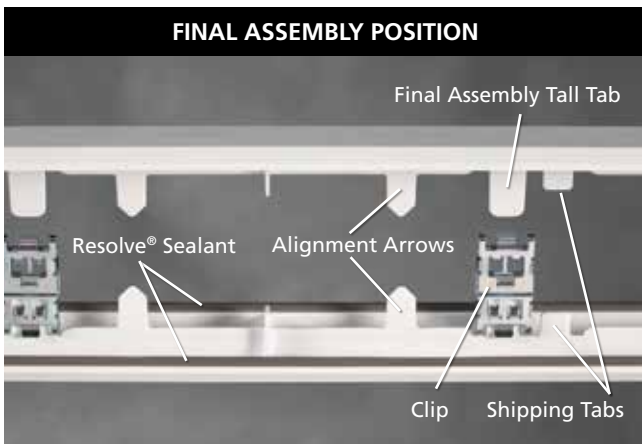 FINAL ASSEMBLY POSITION
Final Assembly Tall Tab
Resolve® Sealant
Alignment Arrows
Clip
Shipping Tabs